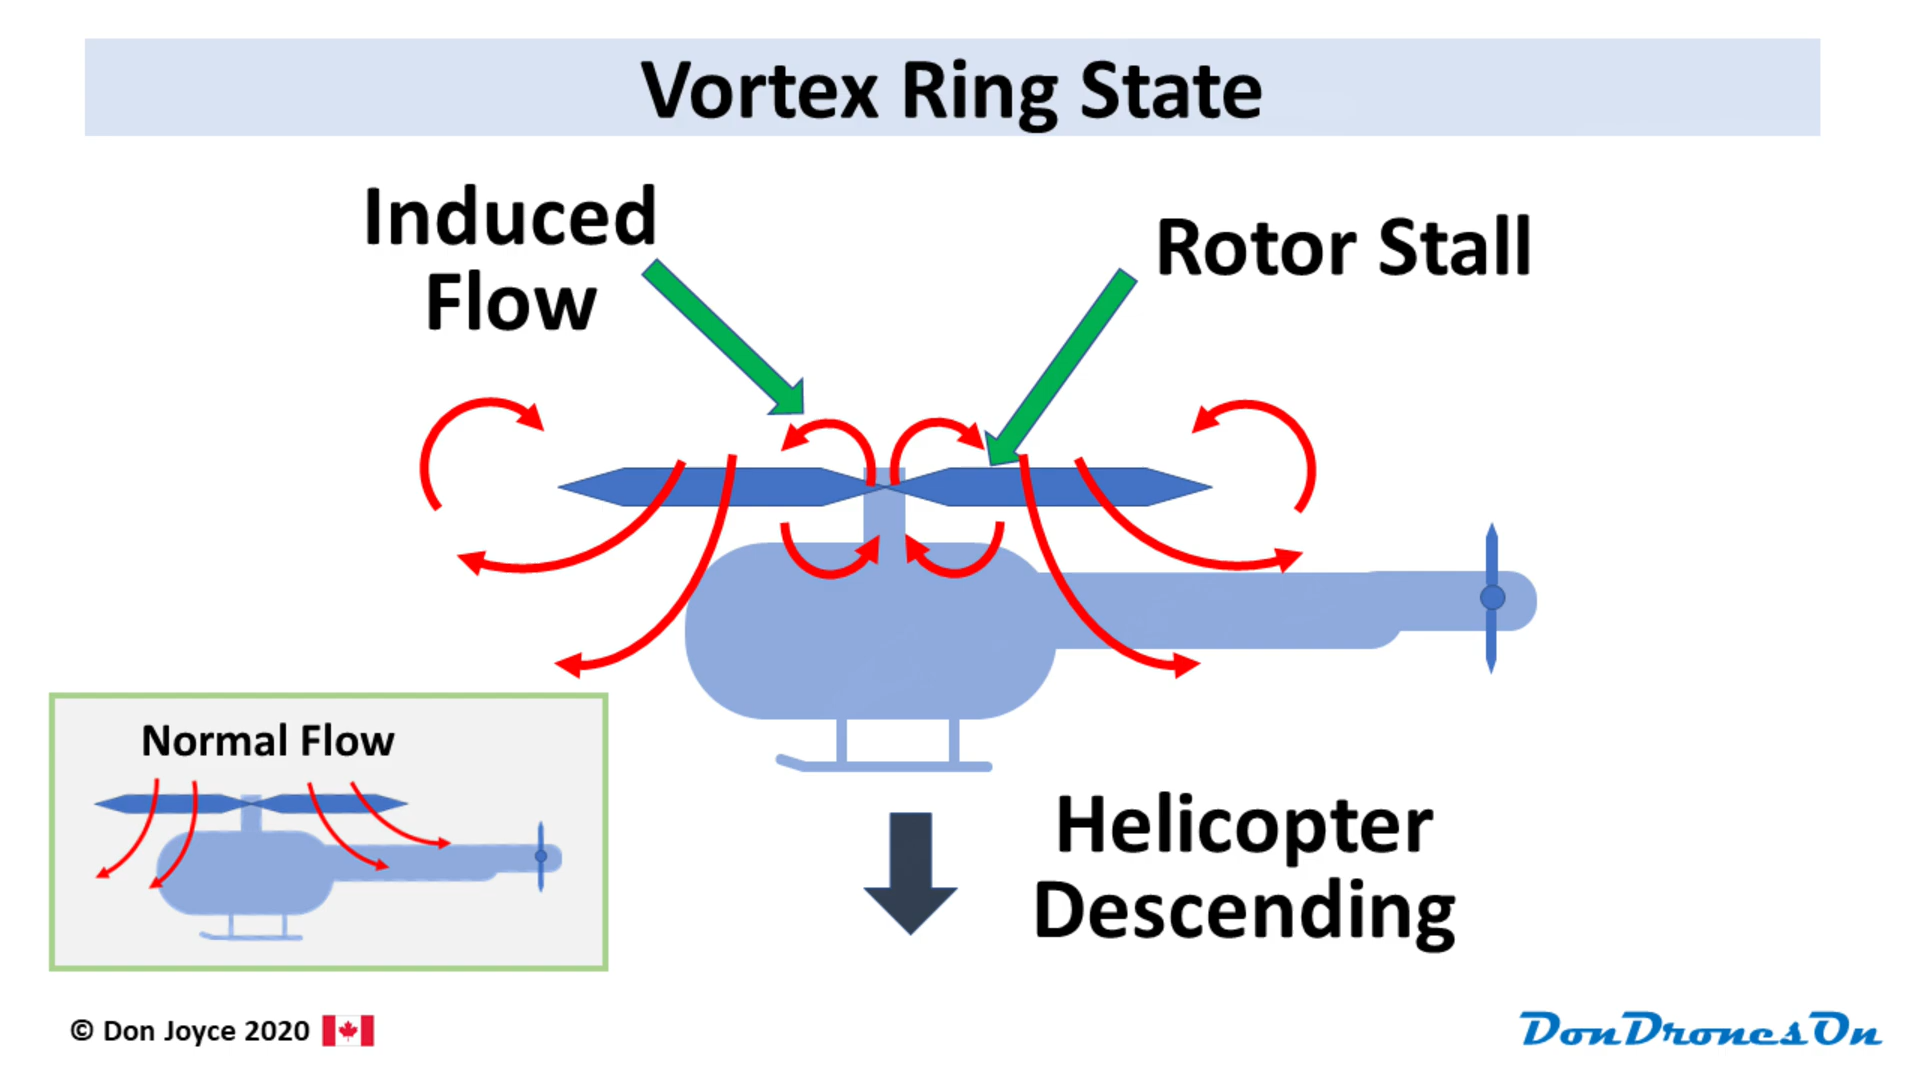 Vortex Ring State
Induced
Flow
Rotor Stall
Normal Flow
Helicopter
Descending
© Don Joyce 2020
DonDronesOn